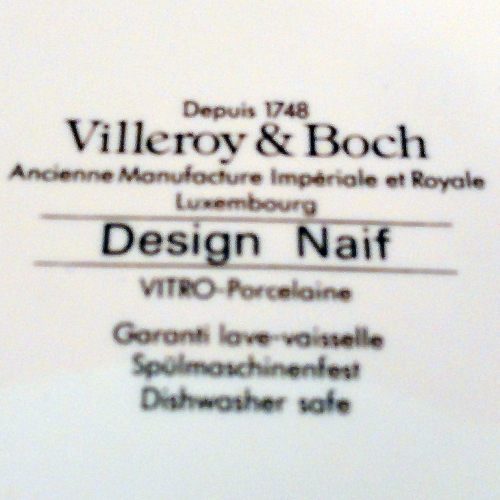 Depuis 1748
Villeroy & Boch
Ancienne Manufacture Impériale et Royale
Luxembourg
Design Naif
VITRO-Porcelaine
Garanti lave-vaisselle
Spülmaschinenfest
Dishwasher safe